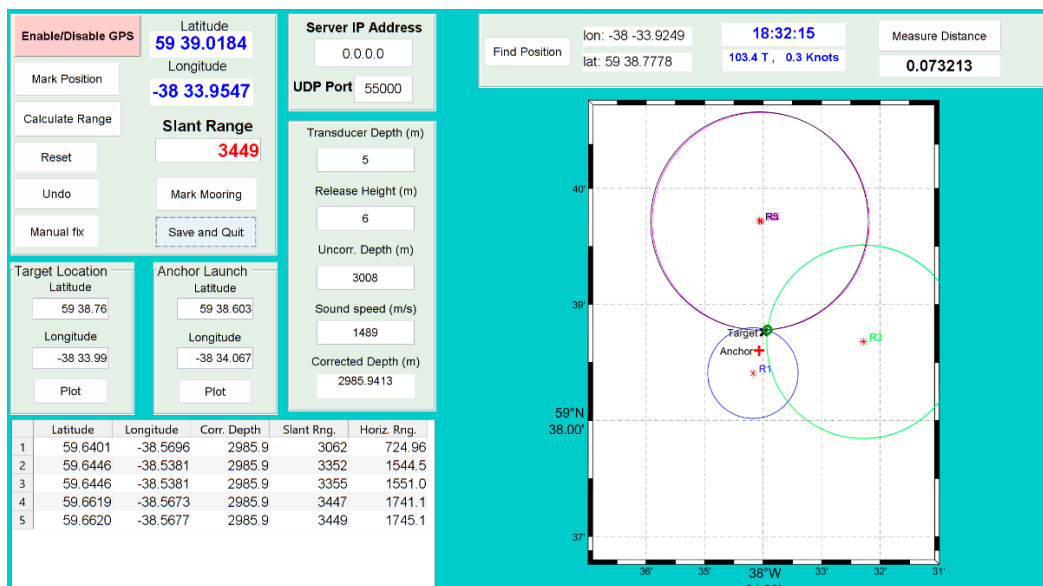 Enable/Disable GPS
Latitude
59 39.0184
Longitude
-38 33.9547
Mark Position
Calculate Range
Slant Range
3449
Reset
Undo
Mark Mooring
Manual fix
Save and Quit
Server IP Address
0.0.0.0
UDP Port 55000
Transducer Depth (m)
5
Release Height (m)
6
Uncorr. Depth (m)
3008
Sound speed (m/s)
1489
Corrected Depth (m)
2985.9413
Target Location
Latitude
59 38.76
Longitude
-38 33.99
Plot
Anchor Launch
Latitude
59 38.603
Longitude
-38 34.067
Plot
Latitude Longitude Corr. Depth Slant Rng. Horiz. Rng.
1 59.6401 -38.5696 2985.9 3062 724.96
2 59.6446 -38.5381 2985.9 3352 1544.5
3 59.6446 -38.5381 2985.9 3355 1551.0
4 59.6619 -38.5673 2985.9 3447 1741.1
5 59.6620 -38.5677 2985.9 3449 1745.1
Find Position
lon: -38 -33.9249
lat: 59 38.7778
18:32:15
103.4 T , 0.3 Knots
Measure Distance
0.073213
40'
39'
Target
Anchor
R1
59°N
38.00'
37'
36'
35'
38°W
33'
32'
31'